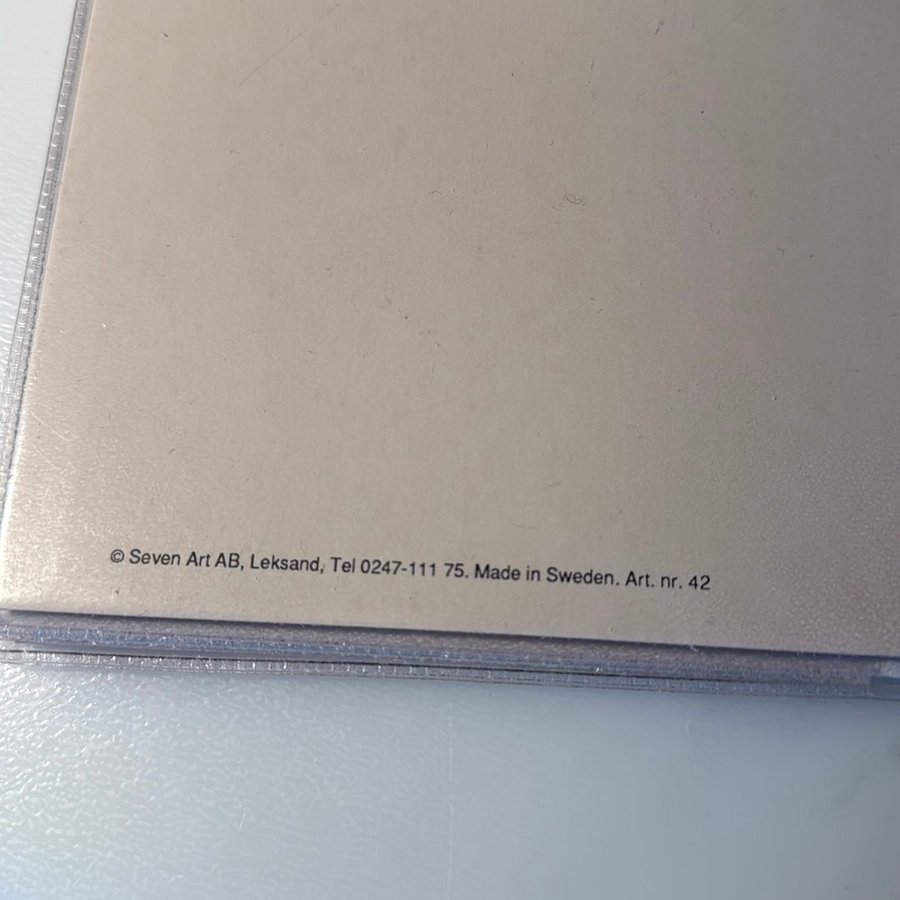 © Seven Art AB, Leksand, Tel 0247-111 75. Made in Sweden. Art. nr. 42